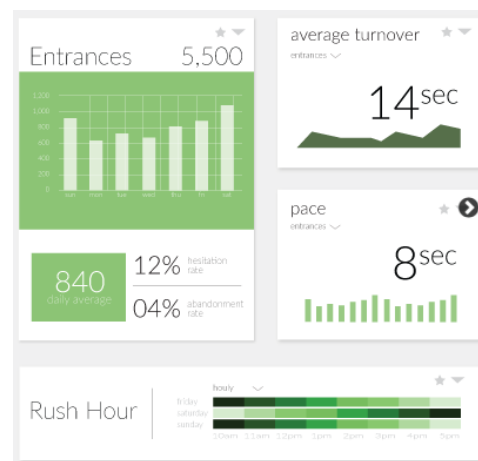 Entrances 5,500
1,200
1,000
800
600
400
200
0
sun mon tue wed thu fri sat
840
daily average
12% hesitation
rate
04% abandonment
rate
average turnover
entrances
14sec
pace
entrances
8sec
Rush Hour
houly
friday
saturday
sunday
10am 11am 12pm 1pm 2pm 3pm 4pm 5pm